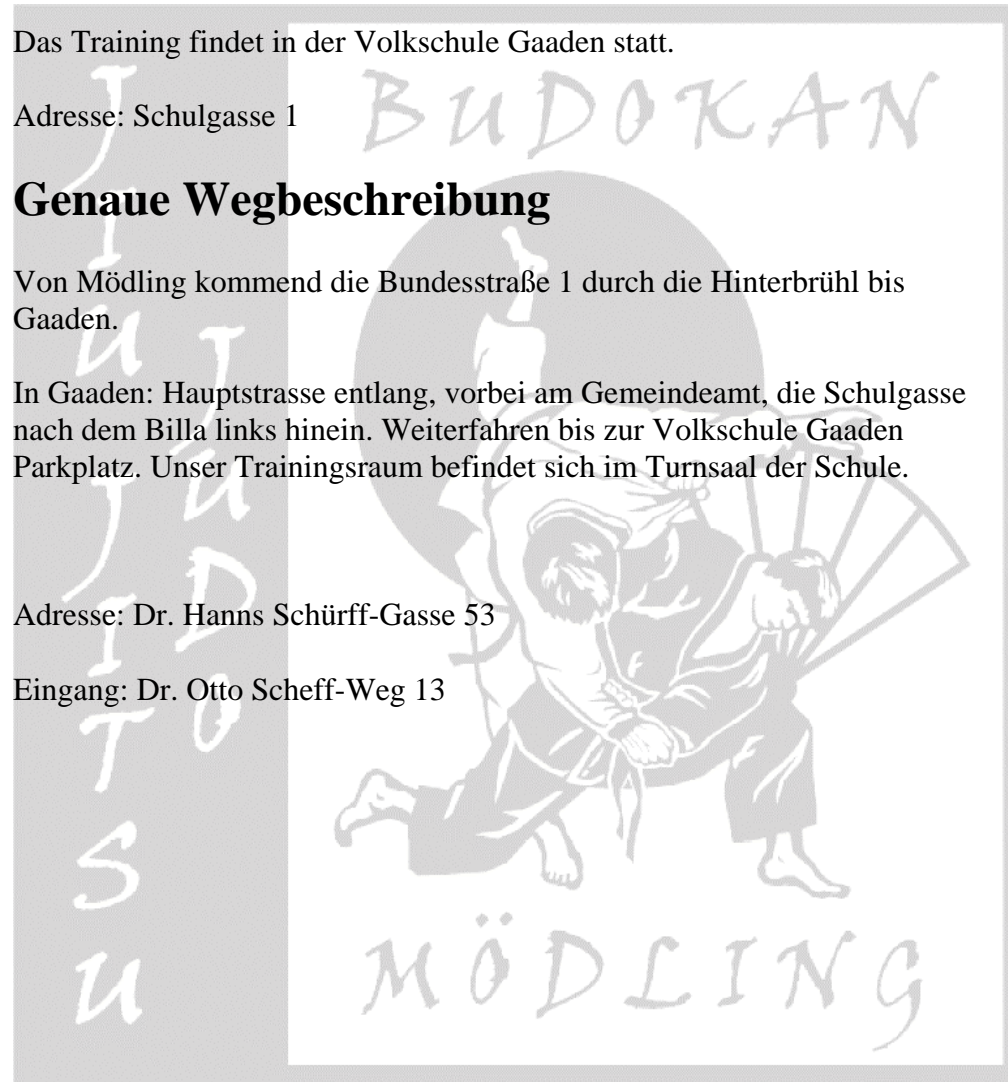 Das Training findet in der Volkschule Gaaden statt.
Adresse: Schulgasse 1
Genaue Wegbeschreibung
Von Mödling kommend die Bundesstraße 1 durch die Hinterbrühl bis
Gaaden.
In Gaaden: Hauptstrasse entlang, vorbei am Gemeindeamt, die Schulgasse
nach dem Billa links hinein. Weiterfahren bis zur Volkschule Gaaden
Parkplatz. Unser Trainingsraum befindet sich im Turnsaal der Schule.
Adresse: Dr. Hanns Schürff-Gasse 53
Eingang: Dr. Otto Scheff-Weg 13
BUDOKAN
JIU JITSU
JUDO
MÖDLING